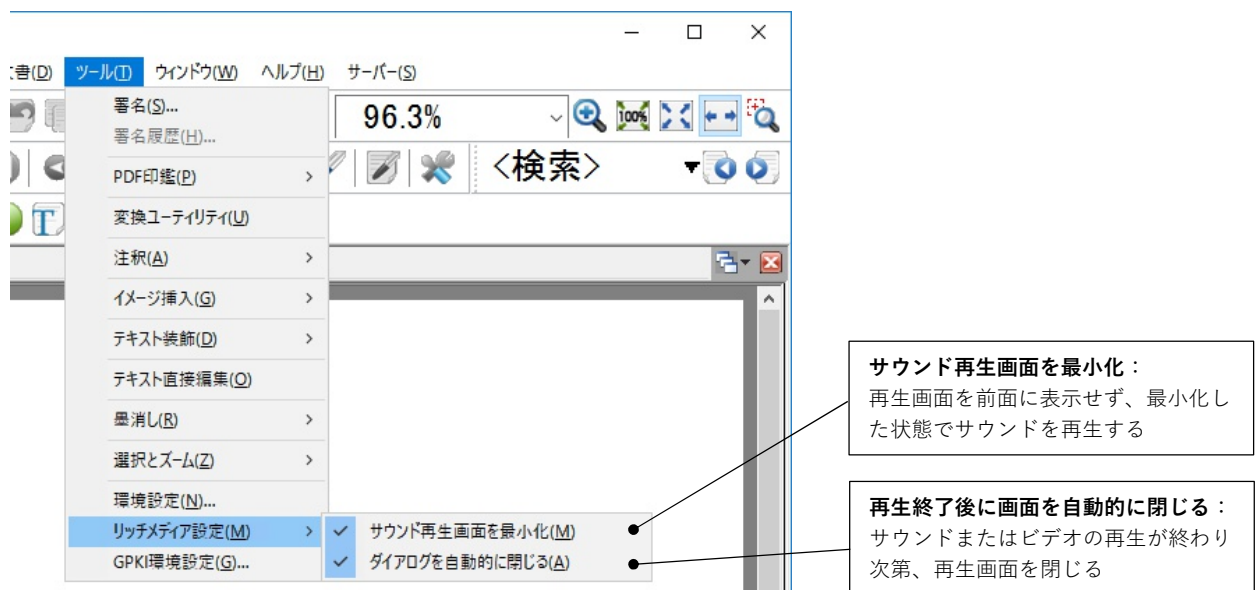 書(D) ツール(T) ウィンドウ(W) ヘルプ(H) サーバー(S)
96.3%
100%
<検索>
T
署名(S)...
署名履歴(H)...
PDF印鑑(P)
変換ユーティリティ(U)
注釈(A)
イメージ挿入(G)
テキスト装飾(D)
テキスト直接編集(O)
墨消し(R)
選択とズーム(Z)
環境設定(N)...
リッチメディア設定(M)
GPKI環境設定(G)...
サウンド再生画面を最小化(M)
ダイアログを自動的に閉じる(A)
サウンド再生画面を最小化：
再生画面を前面に表示せず、最小化し
た状態でサウンドを再生する
再生終了後に画面を自動的に閉じる：
サウンドまたはビデオの再生が終わり
次第、再生画面を閉じる